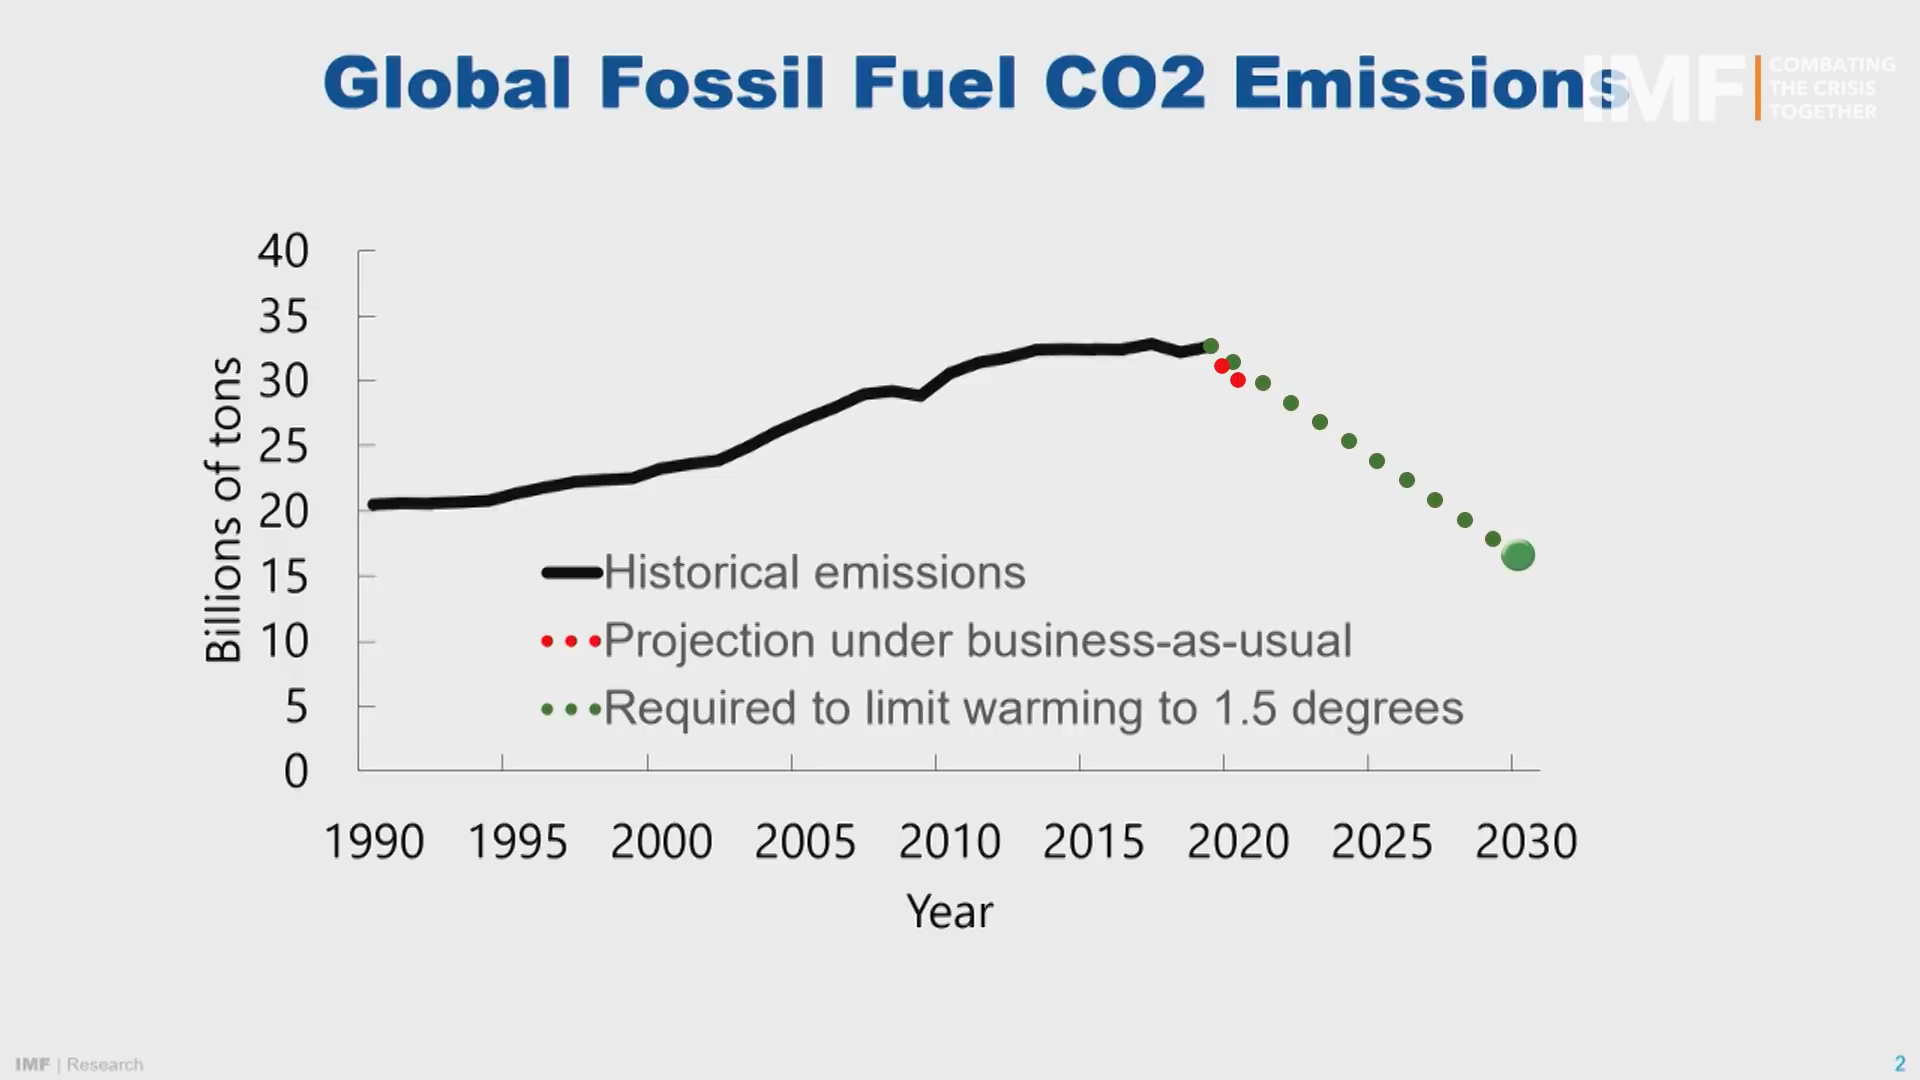 Global Fossil Fuel CO2 Emissions
IMF
COMBATING
THE CRISIS
TOGETHER
40
35
30
25
20
15
10
5
0
Billions of tons
Historical emissions
Projection under business-as-usual
Required to limit warming to 1.5 degrees
1990 1995 2000 2005 2010 2015 2020 2025 2030
Year
IMF | Research
2